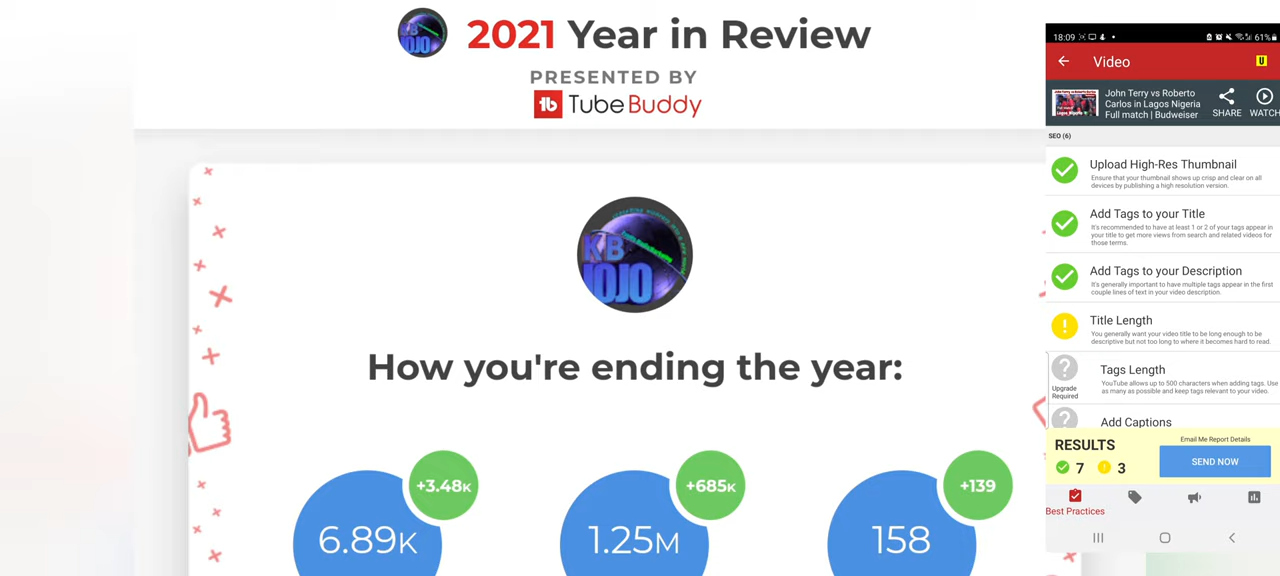 2021 Year in Review
PRESENTED BY
TubeBuddy
KB
JOJO
How you're ending the year:
+3.48K
6.89K
+685K
1.25M
+139
158
18:09
61%
Video
U
John Terry vs Roberto
Carlos in Lagos Nigeria
Full match | Budweiser
SHARE
WATCH
SEO (6)
Upload High-Res Thumbnail
Ensure that your thumbnail shows up crisp and clear on all
devices by publishing a high resolution version.
Add Tags to your Title
It's recommended to have at least 1 or 2 of your tags appear in
your title to get more views from search and related videos for
those terms.
Add Tags to your Description
It's generally important to have multiple tags appear in the first
couple lines of text in your video description.
Title Length
You generally want your video title to be long enough to be
descriptive but not too long to where it becomes hard to read.
Upgrade
Required
Tags Length
YouTube allows up to 500 characters when adding tags. Use
as many as possible and keep tags relevant to your video.
Add Captions
RESULTS
7
3
Email Me Report Details
SEND NOW
Best Practices